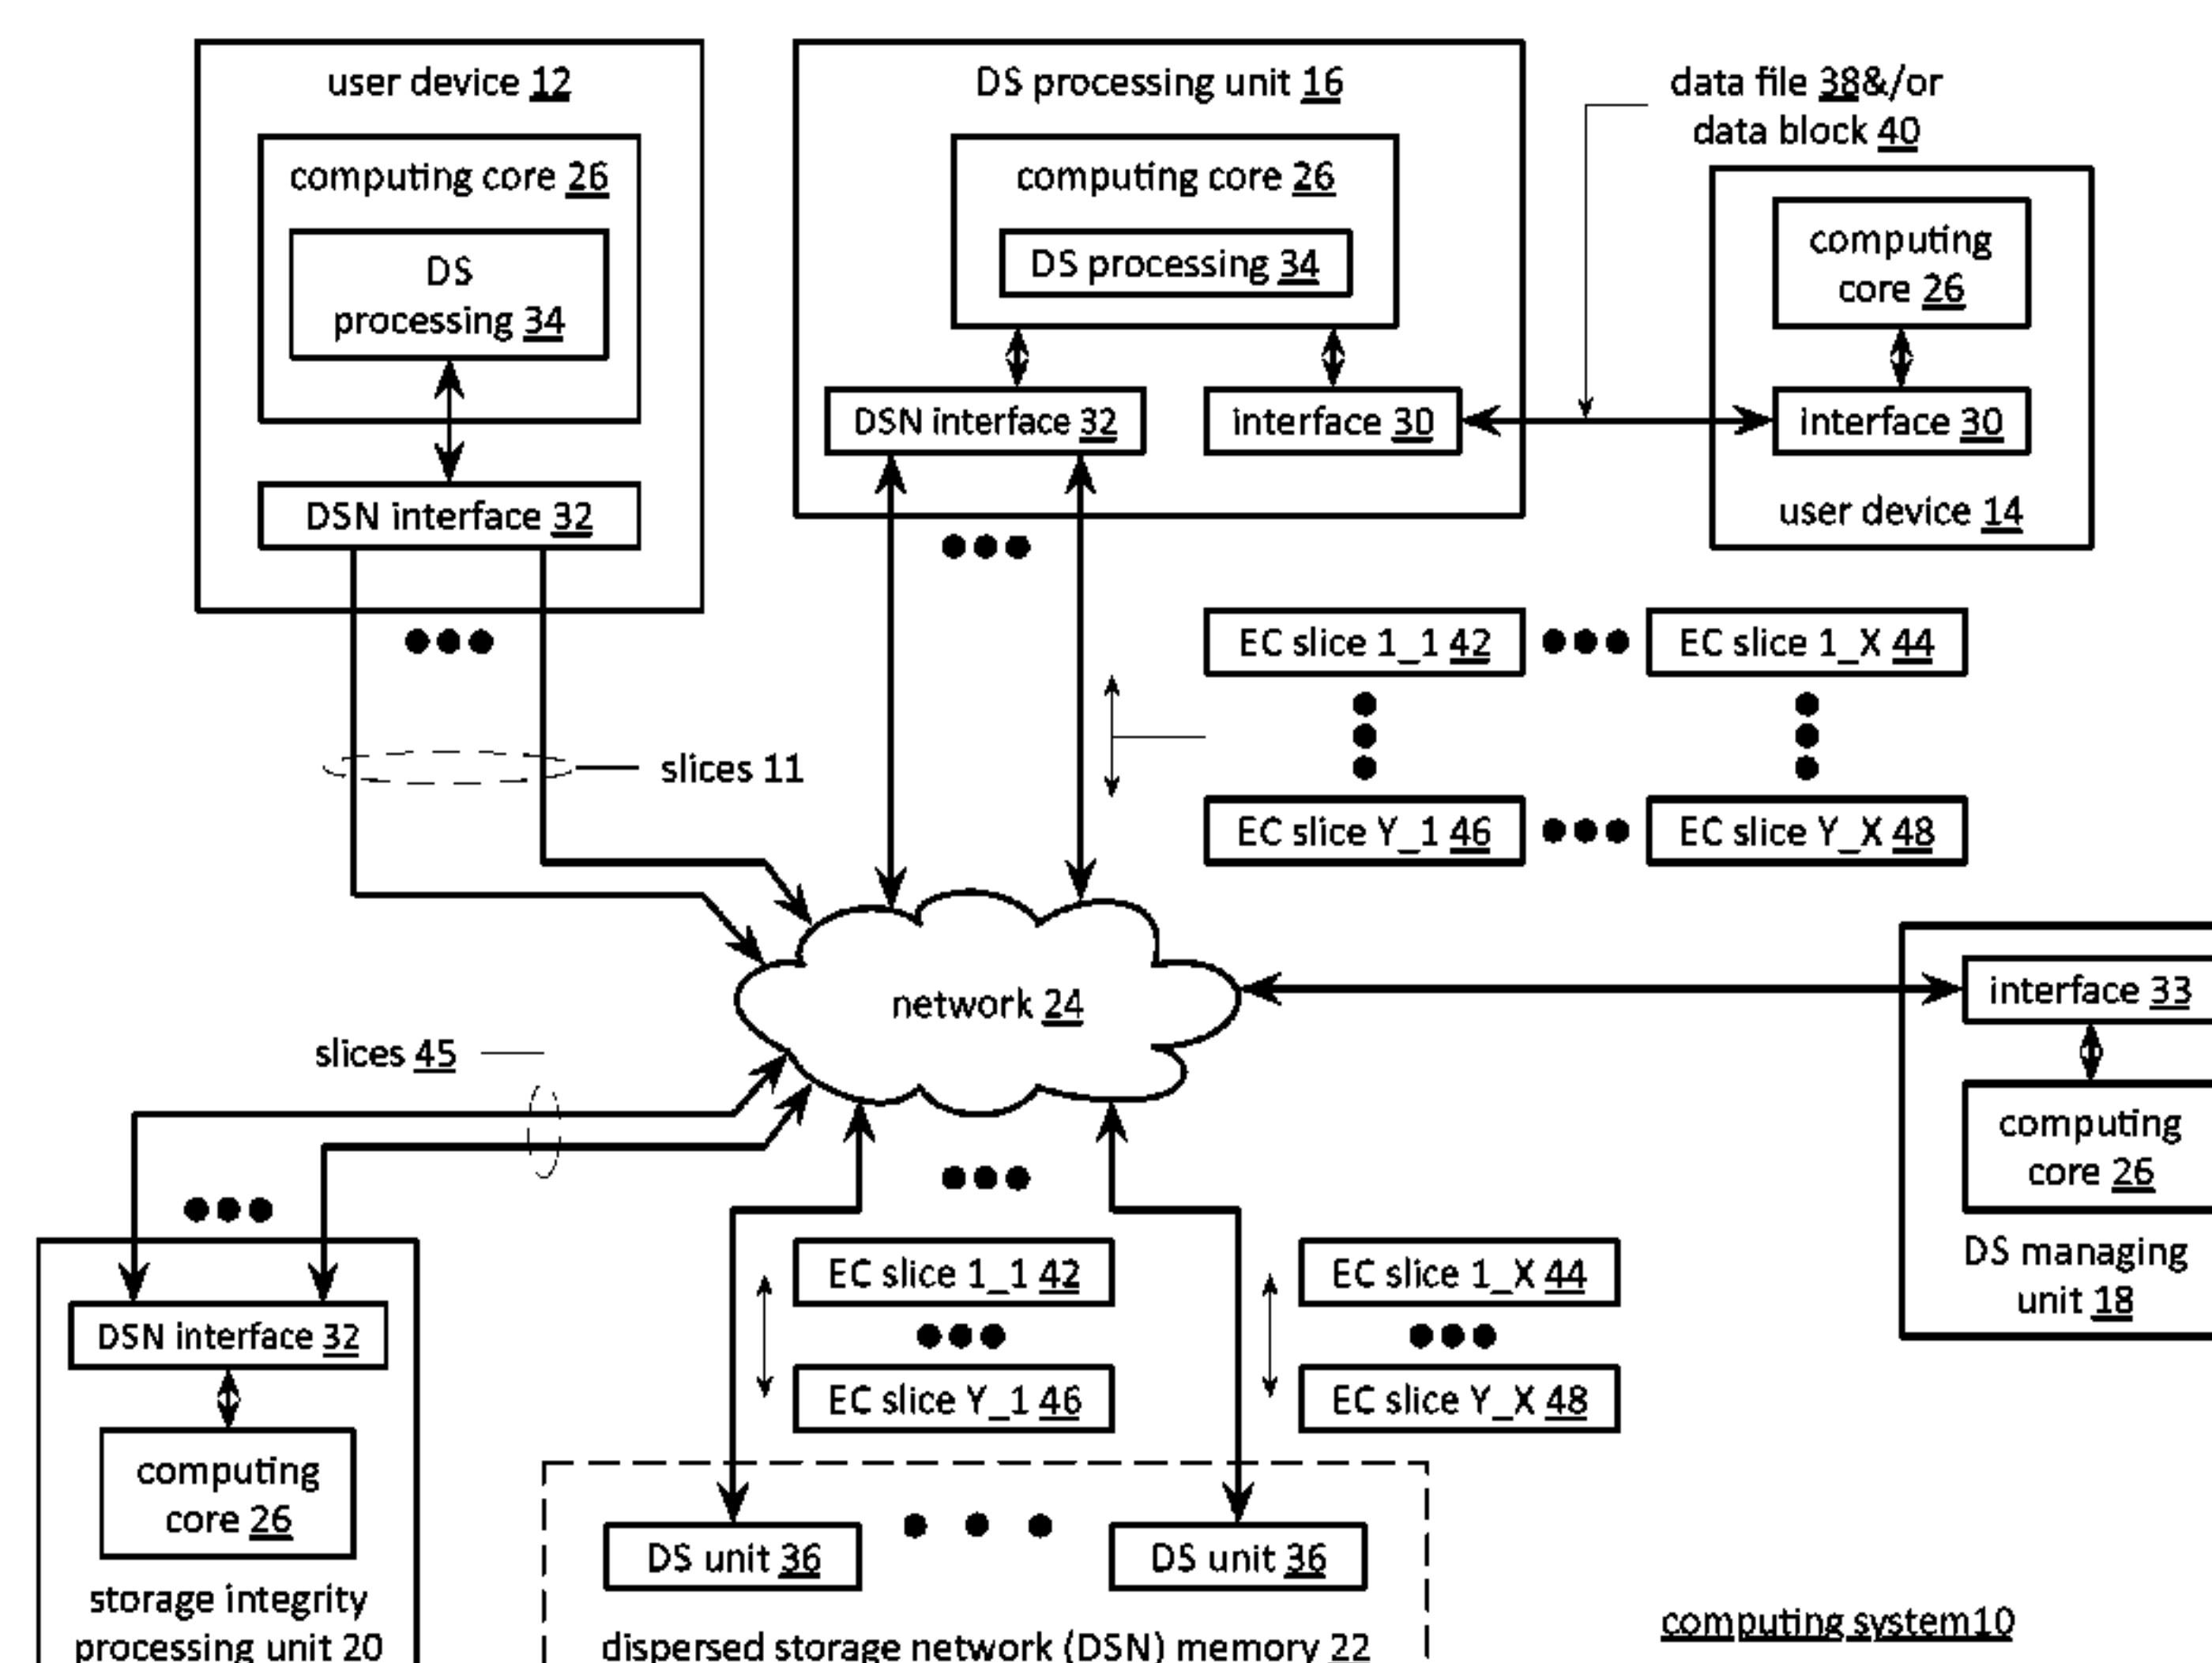 user device 12
computing core 26
DS
processing 34
DSN interface 32
DS processing unit 16
computing core 26
DS processing 34
DSN interface 32
interface 30
data file 38&/or
data block 40
computing
core 26
interface 30
user device 14
EC slice 1_1 42
EC slice 1_X 44
slices 11
EC slice Y_1 46
EC slice Y_X 48
network 24
interface 33
computing
core 26
DS managing
unit 18
slices 45
DSN interface 32
computing
core 26
storage integrity
processing unit 20
EC slice 1_1 42
EC slice 1_X 44
EC slice Y_1 46
EC slice Y_X 48
DS unit 36
DS unit 36
dispersed storage network (DSN) memory 22
computing system10